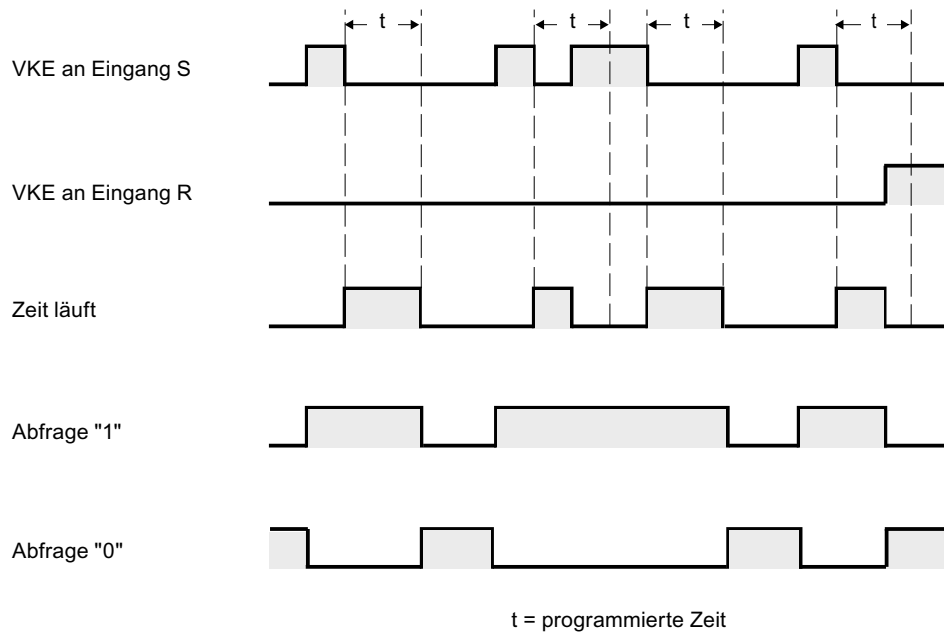 t t t t
VKE an Eingang S
VKE an Eingang R
Zeit läuft
Abfrage "1"
Abfrage "0"
t = programmierte Zeit